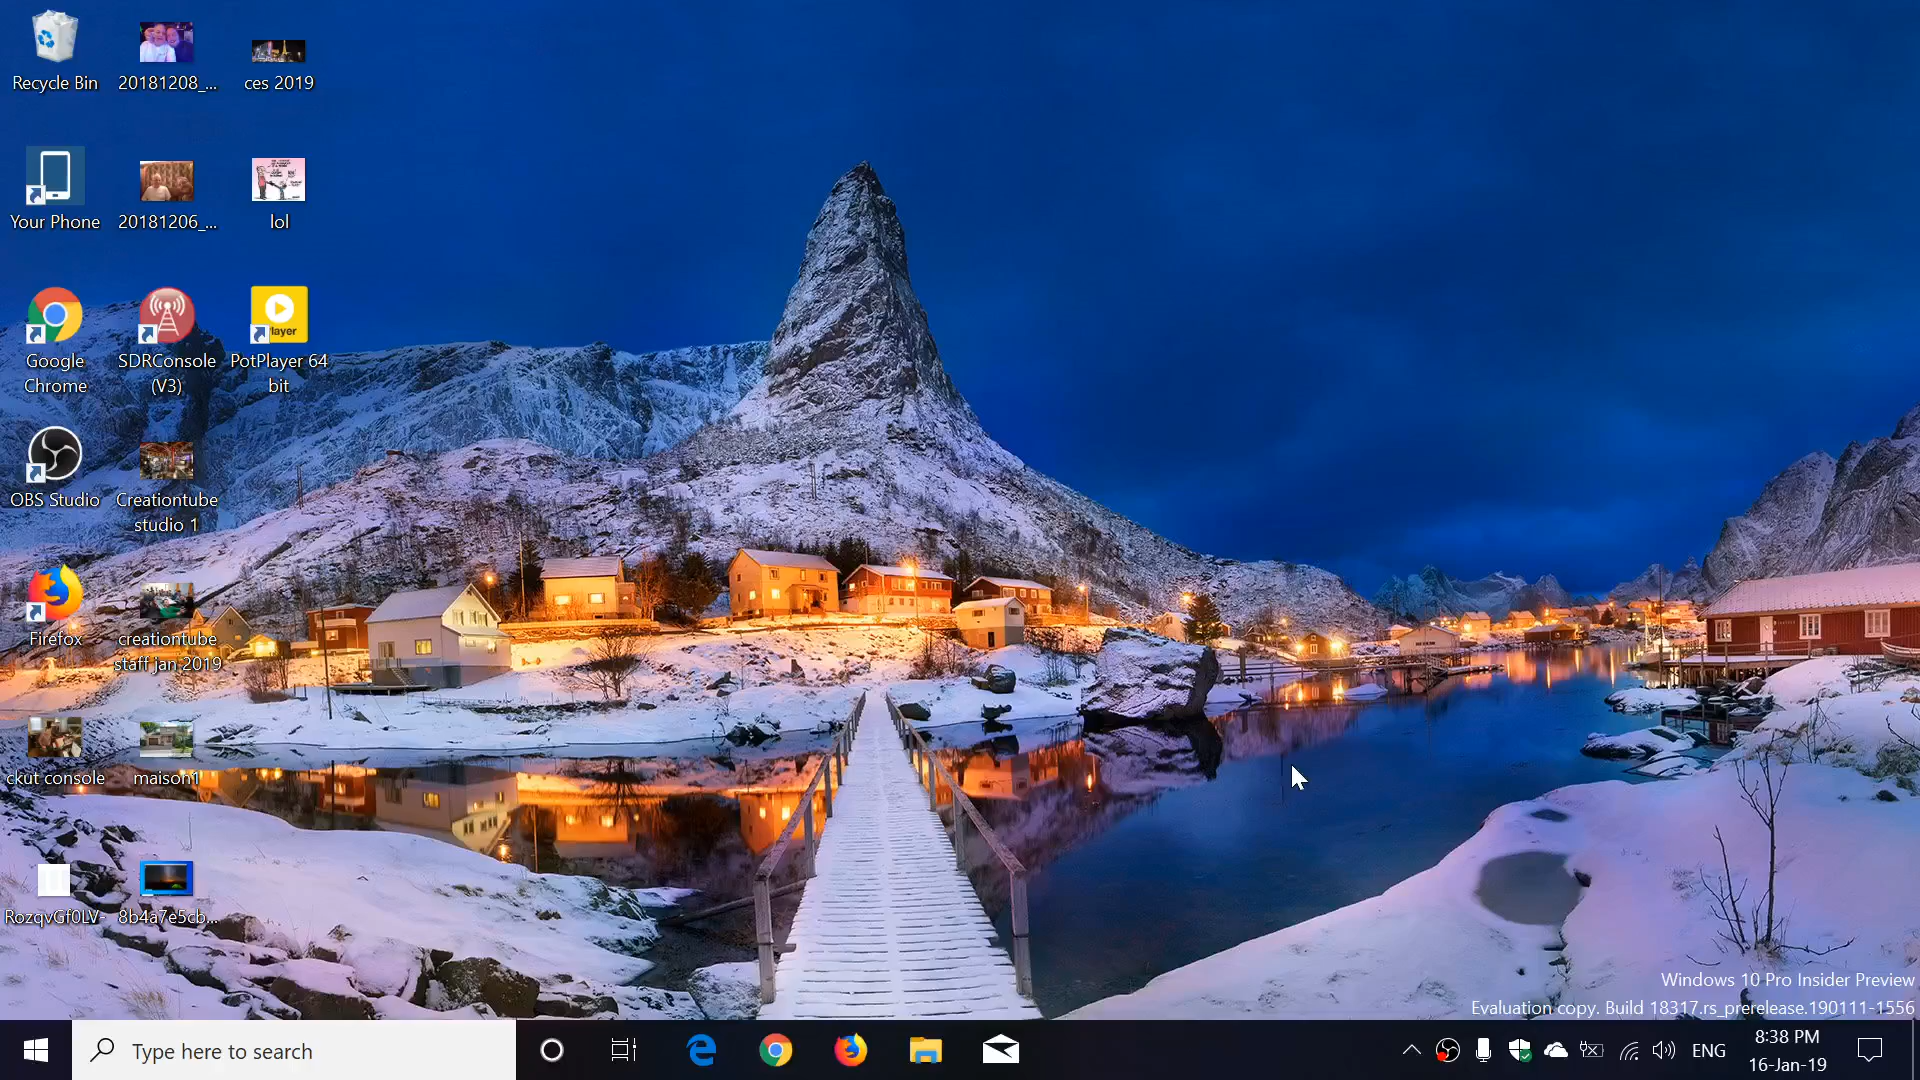 Recycle Bin
20181208_...
ces 2019
Your Phone
20181206_...
lol
Google
Chrome
SDRConsole
(V3)
Player
PotPlayer 64
bit
OBS Studio
Creationtube
studio 1
Firefox
creationtube
staff jan 2019
ckut console
maison1
RozqvGf0LV-
8b4a7e5cb...
Windows 10 Pro Insider Preview
Evaluation copy. Build 18317.rs_prerelease.190111-1556
Type here to search
ENG
8:38 PM
16-Jan-19